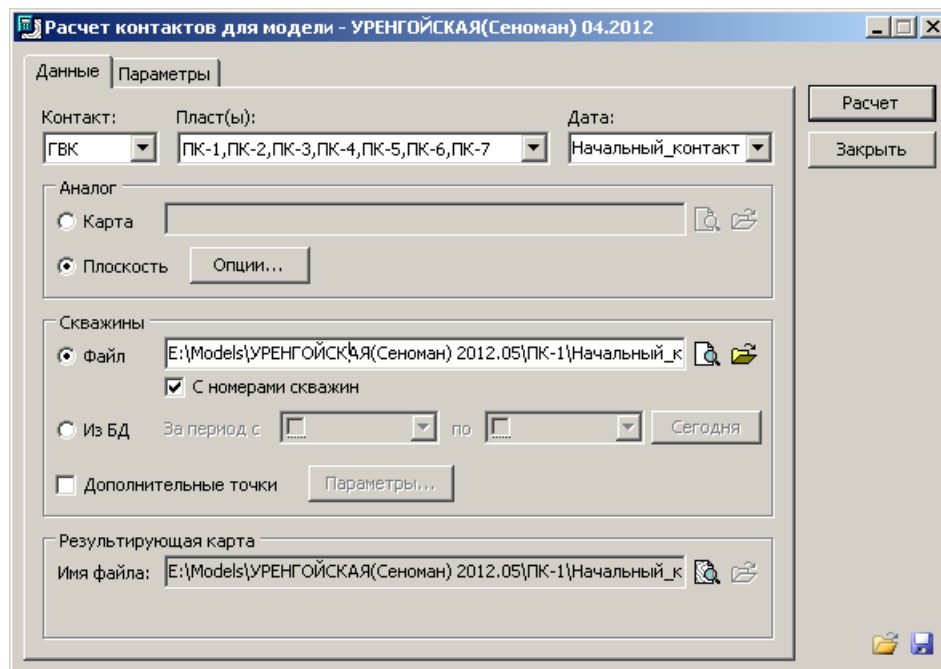 Расчет контактов для модели - УРЕНГОЙСКАЯ(Сеноман) 04.2012
Данные Параметры
Контакт: Пласт(ы): Дата:
ГВК ПК-1,ПК-2,ПК-3,ПК-4,ПК-5,ПК-6,ПК-7 Начальный_контакт
Расчет
Закрыть
Аналог
Карта
Плоскость Опции...
Скважины
Файл E:\Models\УРЕНГОЙСКАЯ(Сеноман) 2012.05\ПК-1\Начальный_к
С номерами скважин
Из БД За период с по Сегодня
Дополнительные точки Параметры...
Результирующая карта
Имя файла: E:\Models\УРЕНГОЙСКАЯ(Сеноман) 2012.05\ПК-1\Начальный_к